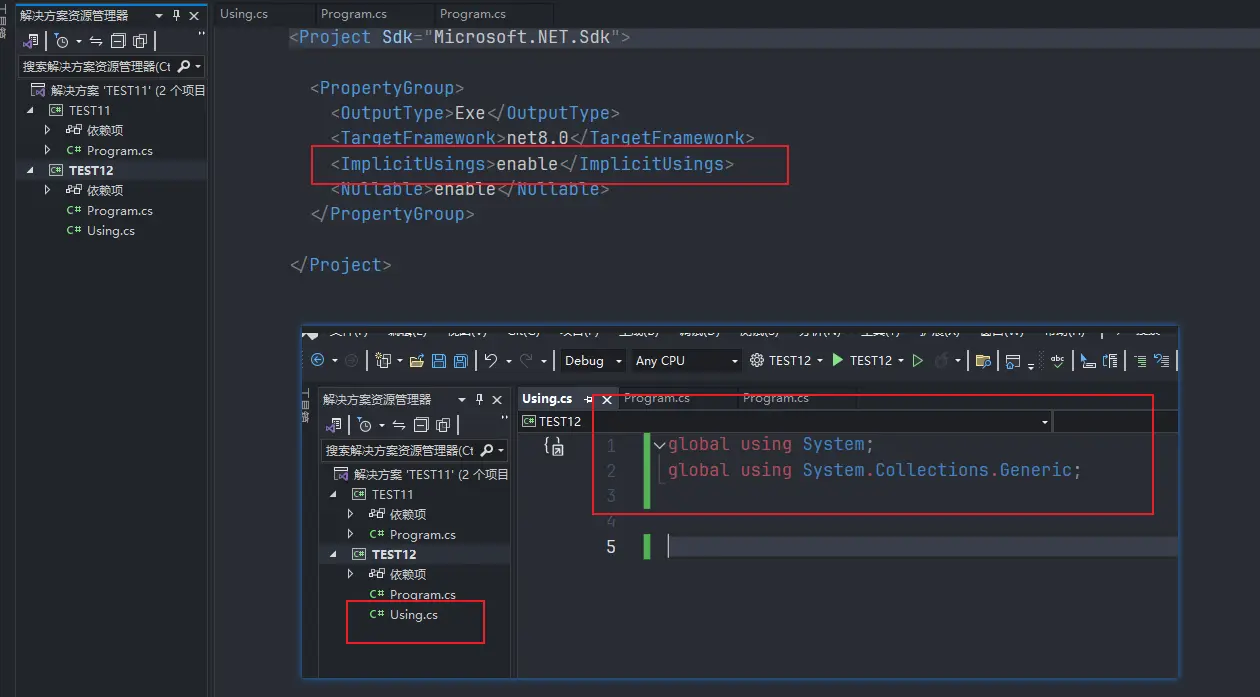 解决方案资源管理器
搜索解决方案资源管理器(Ct
解决方案 'TEST11' (2 个项目
TEST11
依赖项
C# Program.cs
TEST12
依赖项
C# Program.cs
C# Using.cs
Using.cs Program.cs Program.cs
<Project Sdk="Microsoft.NET.Sdk">
<PropertyGroup>
<OutputType>Exe</OutputType>
<TargetFramework>net8.0</TargetFramework>
<ImplicitUsings>enable</ImplicitUsings>
<Nullable>enable</Nullable>
</PropertyGroup>
</Project>
Debug Any CPU TEST12 TEST12
解决方案资源管理器
搜索解决方案资源管理器(Ct
解决方案 'TEST11' (2 个项目
TEST11
依赖项
C# Program.cs
TEST12
依赖项
C# Program.cs
C# Using.cs
Using.cs Program.cs Program.cs
C# TEST12
1 global using System;
2 global using System.Collections.Generic;
3
4
5